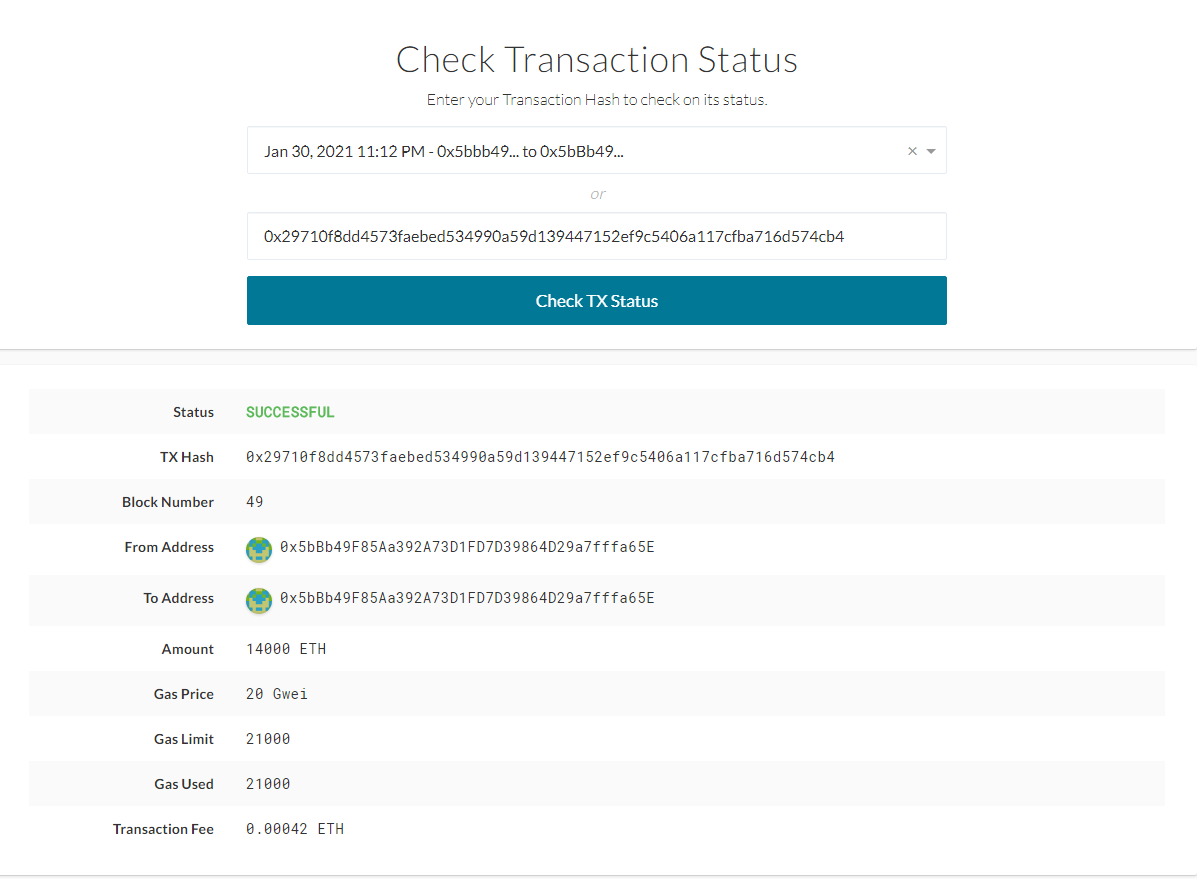 Check Transaction Status
Enter your Transaction Hash to check on its status.
Jan 30, 2021 11:12 PM - 0x5bbb49... to 0x5bBb49...
or
0x29710f8dd4573faebed534990a59d139447152ef9c5406a117cfba716d574cb4
Check TX Status
Status SUCCESSFUL
TX Hash 0x29710f8dd4573faebed534990a59d139447152ef9c5406a117cfba716d574cb4
Block Number 49
From Address 0x5bBb49F85Aa392A73D1FD7D39864D29a7fffa65E
To Address 0x5bBb49F85Aa392A73D1FD7D39864D29a7fffa65E
Amount 14000 ETH
Gas Price 20 Gwei
Gas Limit 21000
Gas Used 21000
Transaction Fee 0.00042 ETH